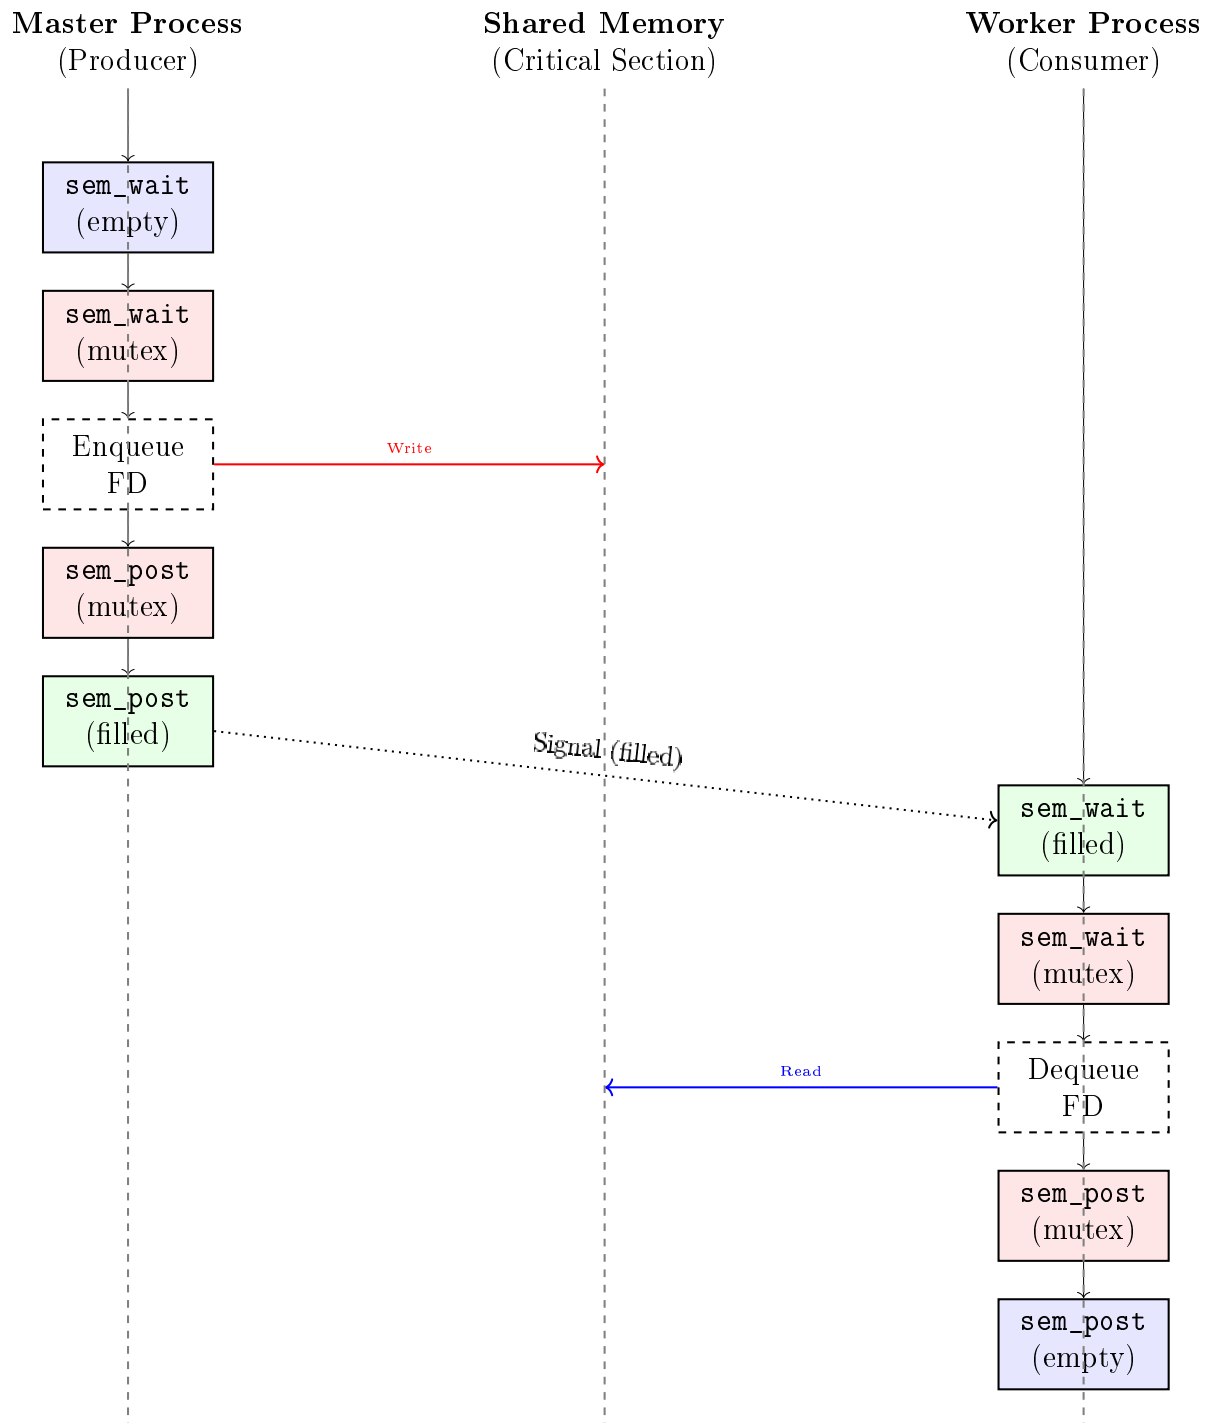 Master Process
(Producer)
Shared Memory
(Critical Section)
Worker Process
(Consumer)
sem_wait
(empty)
sem_wait
(mutex)
Enqueue
FD
Write
sem_post
(mutex)
sem_post
(filled)
Signal (filled)
sem_wait
(filled)
sem_wait
(mutex)
Dequeue
FD
Read
sem_post
(mutex)
sem_post
(empty)